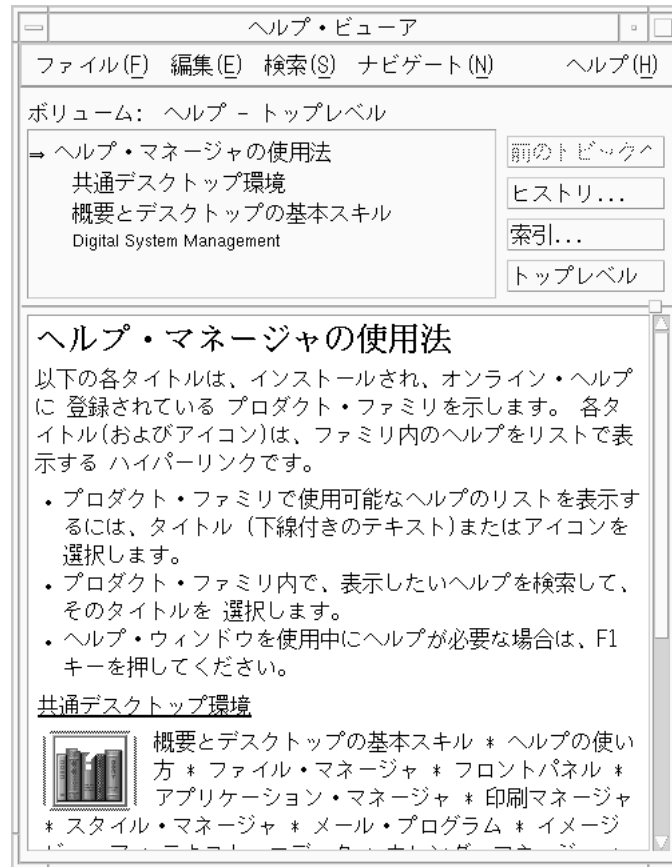 ヘルプ・ビューア
ファイル(F) 編集(E) 検索(S) ナビゲート(N) ヘルプ(H)
ボリューム: ヘルプ - トップレベル
⇒ ヘルプ・マネージャの使用法
共通デスクトップ環境
概要とデスクトップの基本スキル
Digital System Management
前のトピックへ
ヒストリ...
索引...
トップレベル
ヘルプ・マネージャの使用法
以下の各タイトルは、インストールされ、オンライン・ヘルプ
に 登録されている プロダクト・ファミリを示します。 各タ
イトル(およびアイコン)は、ファミリ内のヘルプをリストで表
示する ハイパーリンクです。
・プロダクト・ファミリで使用可能なヘルプのリストを表示す
るには、タイトル (下線付きのテキスト)またはアイコンを
選択します。
・プロダクト・ファミリ内で、表示したいヘルプを検索して、
そのタイトルを 選択します。
・ヘルプ・ウィンドウを使用中にヘルプが必要な場合は、F1
キーを押してください。
共通デスクトップ環境
概要とデスクトップの基本スキル * ヘルプの使い
方 * ファイル・マネージャ * フロントパネル *
アプリケーション・マネージャ * 印刷マネージャ
* スタイル・マネージャ * メール・プログラム * イメージ